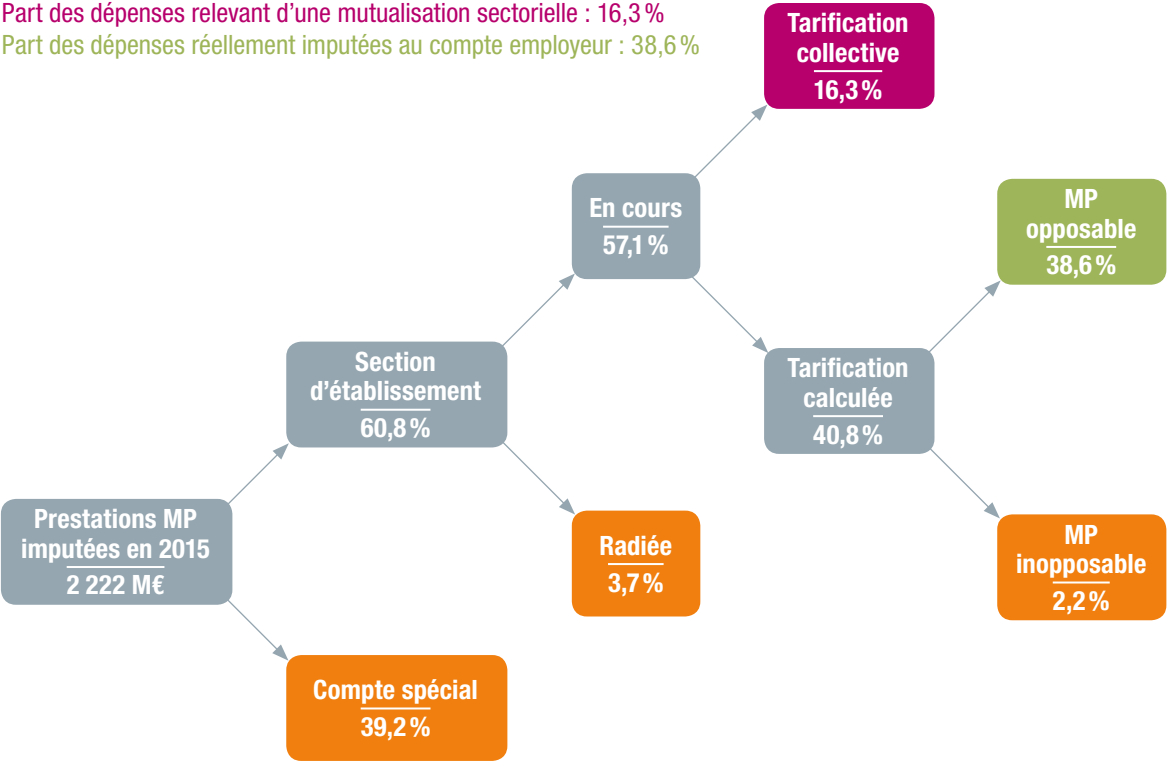 Part des dépenses relevant d'une mutualisation sectorielle : 16,3 %
Part des dépenses réellement imputées au compte employeur : 38,6 %
Tarification
collective
16,3 %
En cours
57,1 %
MP
opposable
38,6 %
Section
d'établissement
60,8 %
Tarification
calculée
40,8 %
Prestations MP
imputées en 2015
2 222 M€
Radiée
3,7 %
MP
inopposable
2,2 %
Compte spécial
39,2 %